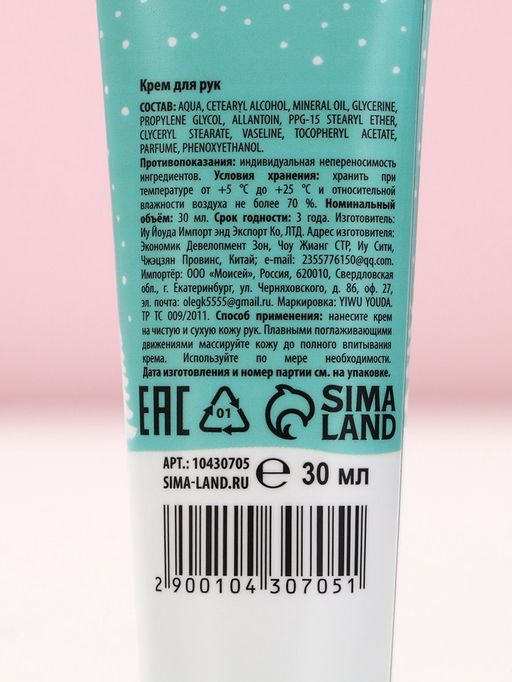 Крем для рук
СОСТАВ: AQUA, CETEARYL ALCOHOL, MINERAL OIL, GLYCERINE,
PROPYLENE GLYCOL, ALLANTOIN, PPG-15 STEARYL ETHER,
GLYCERYL STEARATE, VASELINE, TOCOPHERYL ACETATE,
PARFUME, PHENOXYETHANOL.
Противопоказания: индивидуальная непереносимость
ингредиентов. Условия хранения: хранить при
температуре от +5 °C до +25 °C и относительной
влажности воздуха не более 70 %. Номинальный
объём: 30 мл. Срок годности: 3 года. Изготовитель:
Иу Йоуда Импорт энд Экспорт Ко, ЛТД. Адрес изготовителя:
Экономик Девелопмент Зон, Чоу Жианг СТР, Иу Сити,
Чжэцзян Провинс, Китай; e-mail: 2355776150@qq.com.
Импортёр: ООО «Моисей», Россия, 620010, Свердловская
обл., г. Екатеринбург, ул. Черняховского, д. 86, оф. 27,
эл. почта: olegk5555@gmail.ru. Маркировка: YIWU YOUDA.
ТР ТС 009/2011. Способ применения: нанесите крем
на чистую и сухую кожу рук. Плавными поглаживающими
движениями массируйте кожу до полного впитывания
крема. Используйте по мере необходимости.
Дата изготовления и номер партии см. на упаковке.
EAC 01 SIMA
LAND
АРТ.: 10430705
SIMA-LAND.RU
℮ 30 мл
2 900104 307051